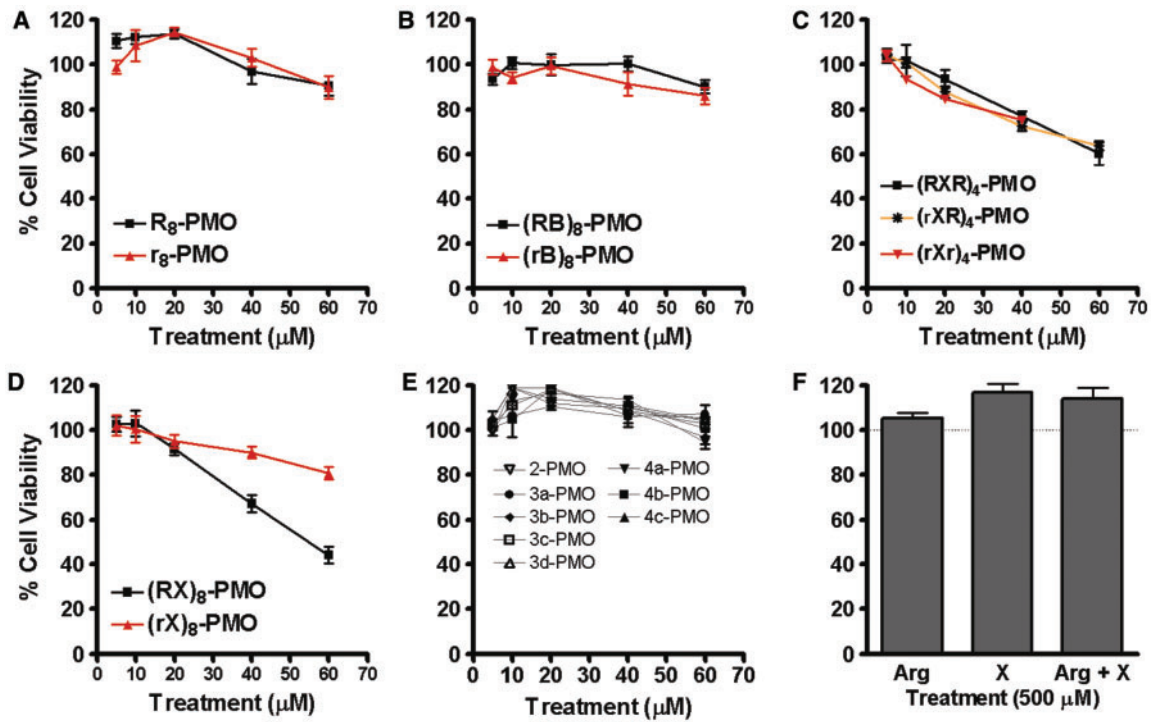 A
120
100
80
60
40
20
0
% Cell Viability
R₈-PMO
r₈-PMO
0 10 20 30 40 50 60 70
Treatment (µM)
B
120
100
80
60
40
20
0
(RB)₈-PMO
(rB)₈-PMO
0 10 20 30 40 50 60 70
Treatment (µM)
C
120
100
80
60
40
20
0
(RXR)₄-PMO
(rXR)₄-PMO
(rXr)₄-PMO
0 10 20 30 40 50 60 70
Treatment (µM)
D
120
100
80
60
40
20
0
% Cell Viability
(RX)₈-PMO
(rX)₈-PMO
0 10 20 30 40 50 60 70
Treatment (µM)
E
120
100
80
60
40
20
0
2-PMO 4a-PMO
3a-PMO 4b-PMO
3b-PMO 4c-PMO
3c-PMO
3d-PMO
0 10 20 30 40 50 60 70
Treatment (µM)
F
120
100
80
60
40
20
0
Arg X Arg + X
Treatment (500 µM)